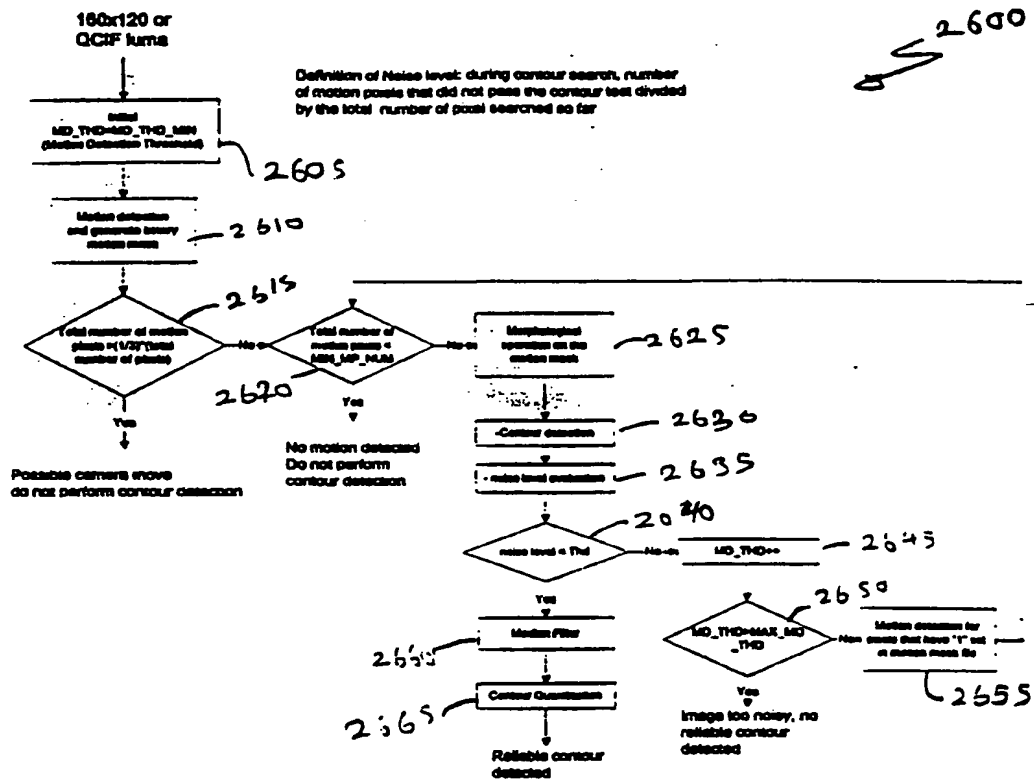 160x120 or
QCIF luma
2600
Definition of Noise level: during contour search, number
of motion pixels that did not pass the contour test divided
by the total number of pixel searched so far
Initial
MD_THD=MD_THD_MIN
(Motion Detection Threshold)
2605
Motion detection
and generate binary
motion mask
2610
Total number of motion
pixels >(1/3)*(total
number of pixels)
2615
No
Yes
Possible camera move
do not perform contour detection
Total number of
motion <
MIN_MP_NUM
2620
No
Yes
No motion detected
Do not perform
contour detection
Morphological
operation on the
motion mask
2625
-Contour detection
2630
- noise level evaluation
2635
noise level < Thd
No
MD_THD++
2645
Yes
Median Filter
Contour Quantization
2665
Reliable contour
detected
MD_THD>MAX_MD
_THD
2650
No
Motion detection for
pixels that have "1" set
in motion mask
2655
Yes
Image too noisy, no
reliable contour
detected